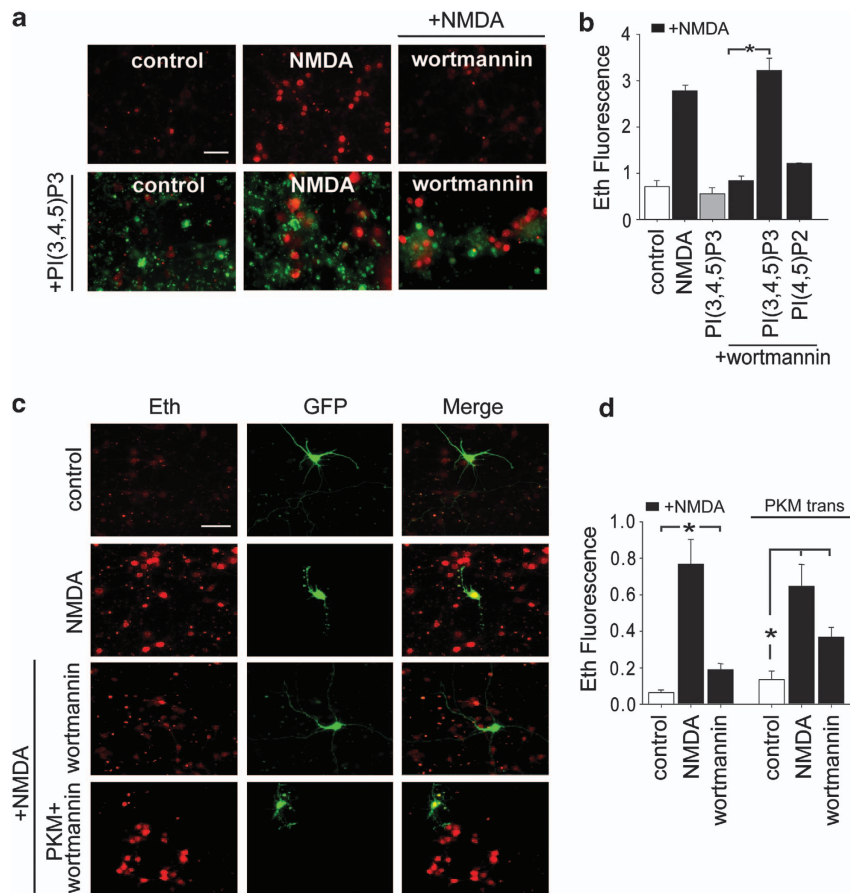 a
+NMDA
control
NMDA
wortmannin
+PI(3,4,5)P3
control
NMDA
wortmannin
b
+NMDA
*
Eth Fluorescence
4
3
2
1
0
control
NMDA
PI(3,4,5)P3
PI(3,4,5)P3
PI(4,5)P2
+wortmannin
c
Eth
GFP
Merge
control
NMDA
+NMDA
wortmannin
PKM+
wortmannin
d
+NMDA
PKM trans
*
*
Eth Fluorescence
1.0
0.8
0.6
0.4
0.2
0.0
control
NMDA
wortmannin
control
NMDA
wortmannin